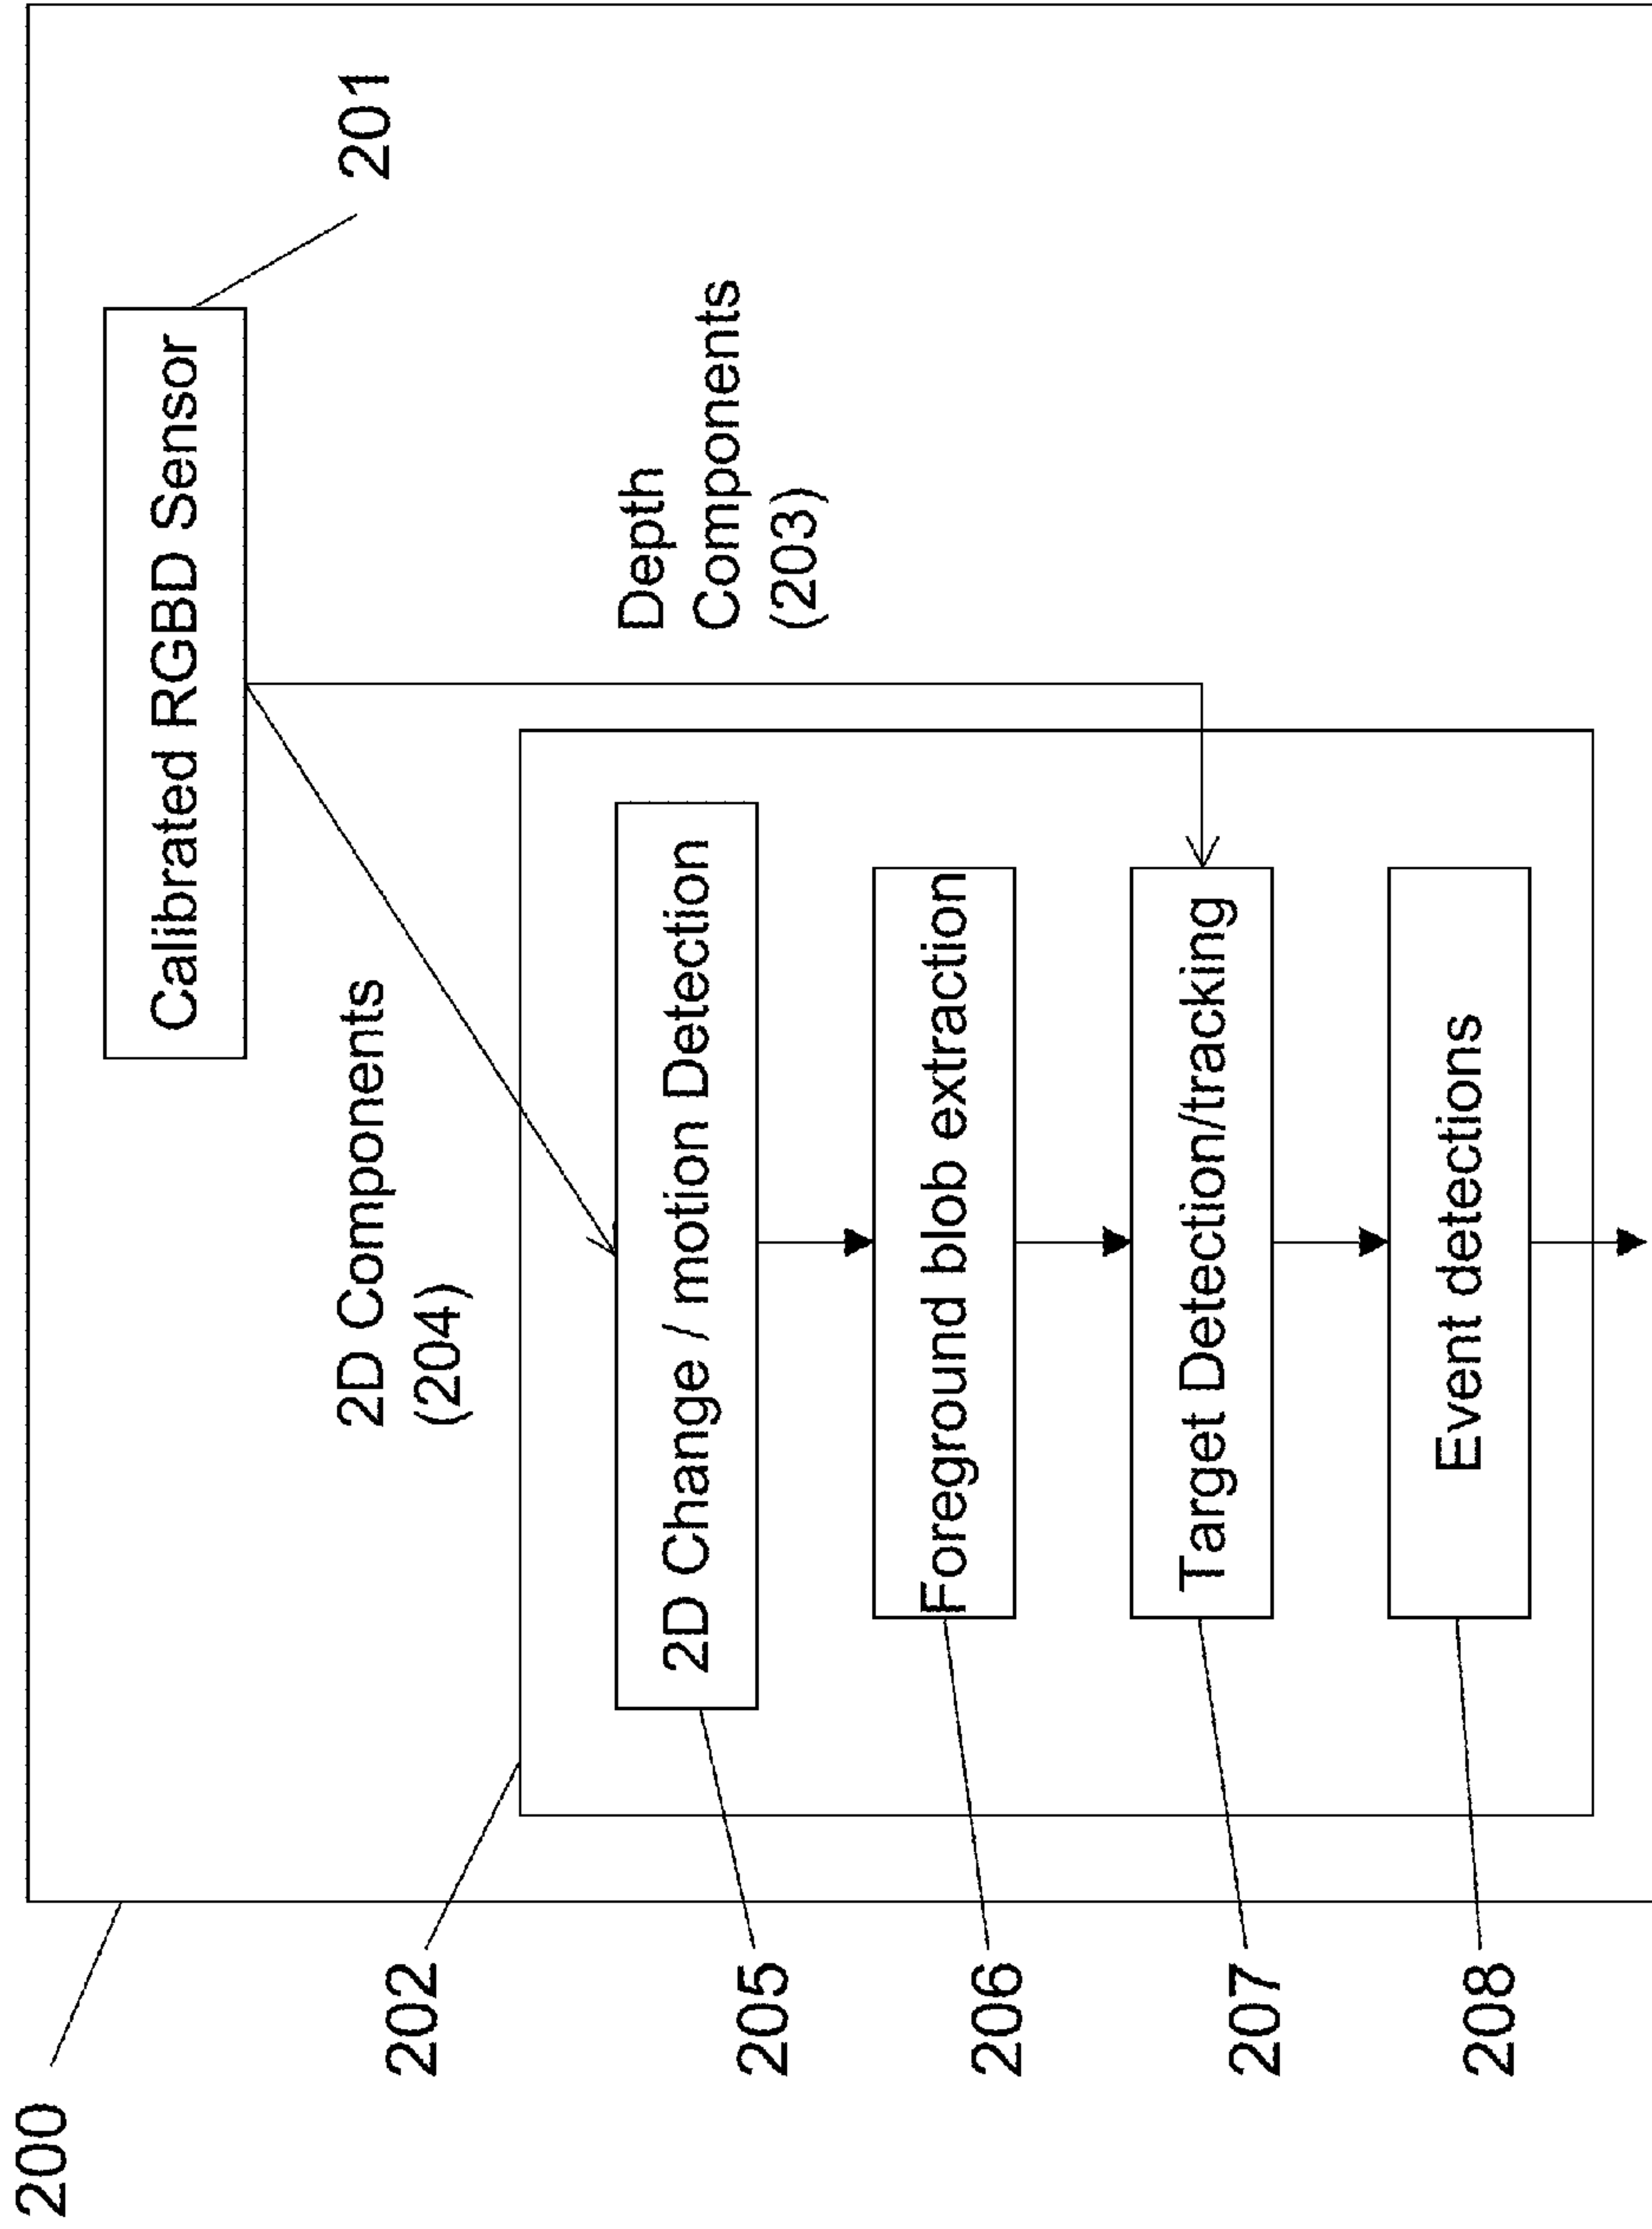 200
Calibrated RGBD Sensor
201
2D Components
(204)
Depth
Components
(203)
202
2D Change / motion Detection
205
Foreground blob extraction
206
Target Detection/tracking
207
Event detections
208